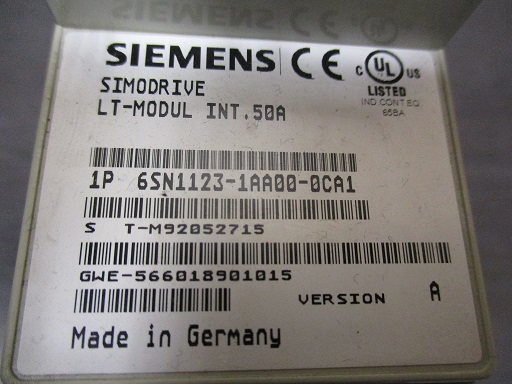 SIEMENS CE C UL US
LISTED
IND.CONT.EQ.
65BA
SIMODRIVE
LT-MODUL INT.50A
1P 6SN1123-1AA00-0CA1
S T-M92052715
GWE-566018901015
VERSION A
Made in Germany